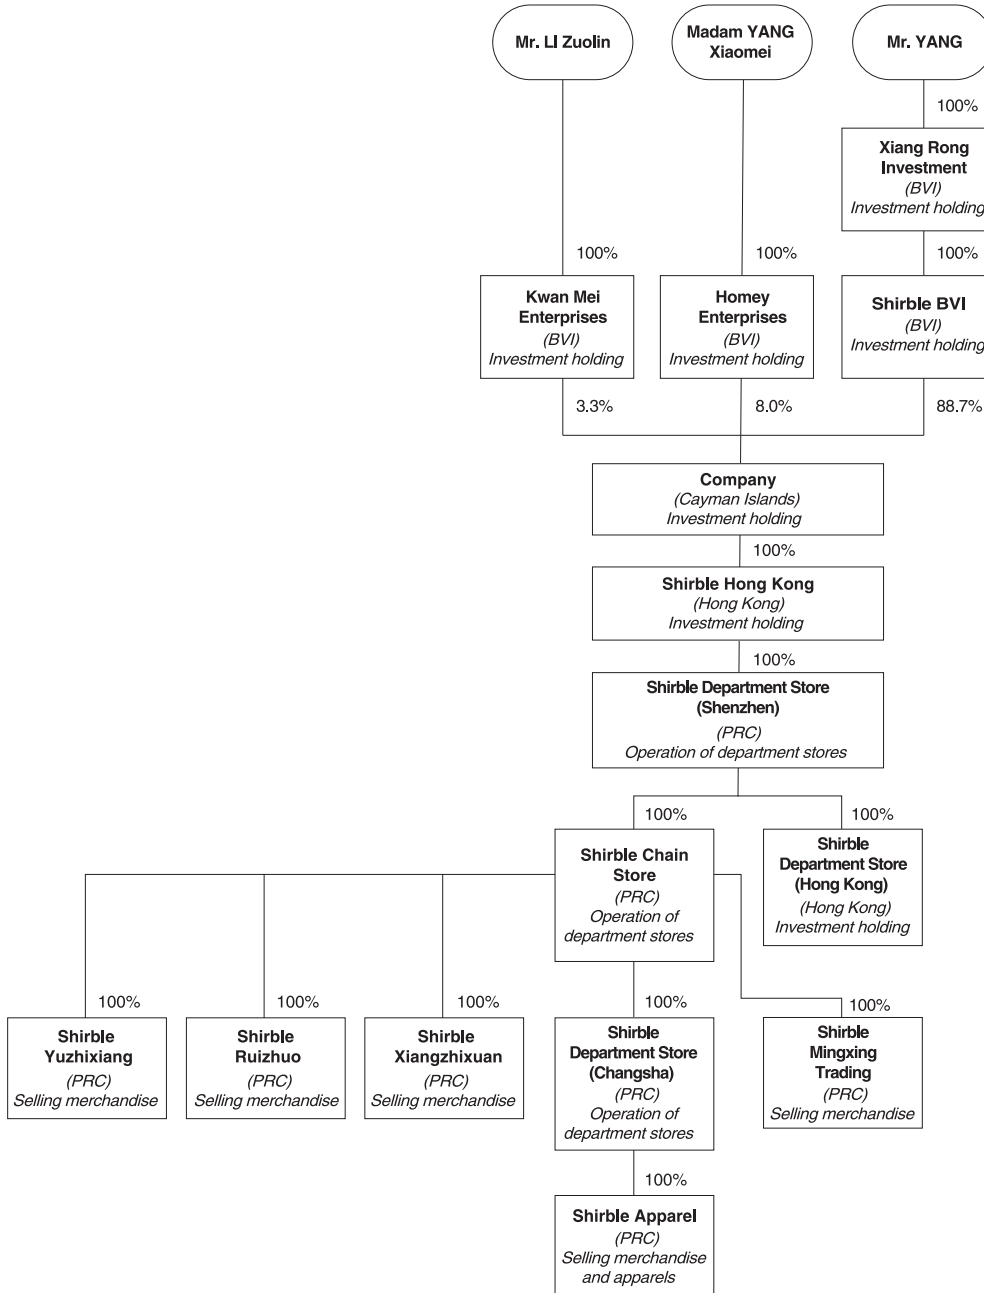 Mr. LI Zuolin
Madam YANG
Xiaomei
Mr. YANG
100%
Xiang Rong
Investment
(BVI)
Investment holding
100%
100%
100%
Kwan Mei
Enterprises
(BVI)
Investment holding
Homey
Enterprises
(BVI)
Investment holding
Shirble BVI
(BVI)
Investment holding
3.3%
8.0%
88.7%
Company
(Cayman Islands)
Investment holding
100%
Shirble Hong Kong
(Hong Kong)
Investment holding
100%
Shirble Department Store
(Shenzhen)
(PRC)
Operation of department stores
100%
100%
Shirble Chain
Store
(PRC)
Operation of
department stores
Shirble
Department Store
(Hong Kong)
(Hong Kong)
Investment holding
100%
100%
100%
100%
100%
Shirble
Yuzhixiang
(PRC)
Selling merchandise
Shirble
Ruizhuo
(PRC)
Selling merchandise
Shirble
Xiangzhixuan
(PRC)
Selling merchandise
Shirble
Department Store
(Changsha)
(PRC)
Operation of
department stores
Shirble
Mingxing
Trading
(PRC)
Selling merchandise
100%
Shirble Apparel
(PRC)
Selling merchandise
and apparels